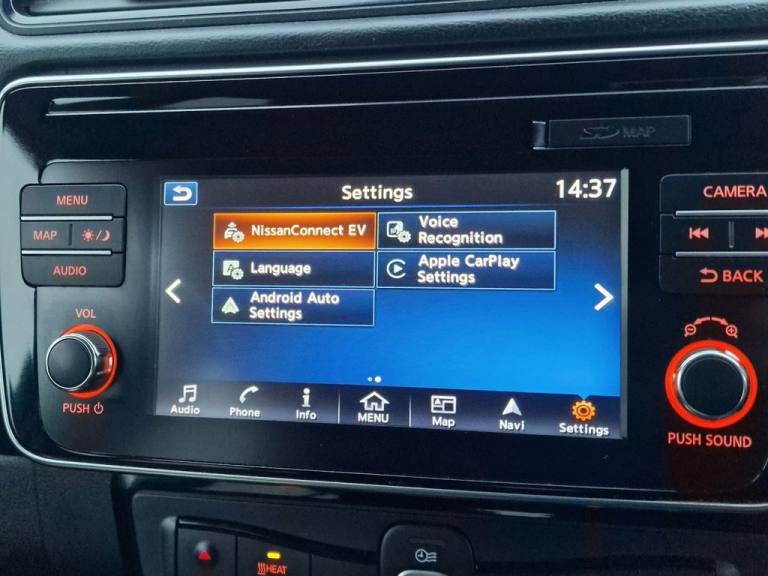 SD MAP
MENU
MAP
AUDIO
VOL
PUSH
Settings
14:37
NissanConnect EV
Voice
Recognition
Language
Apple CarPlay
Settings
Android Auto
Settings
Audio
Phone
Info
MENU
Map
Navi
Settings
CAMERA
BACK
PUSH SOUND
HEAT